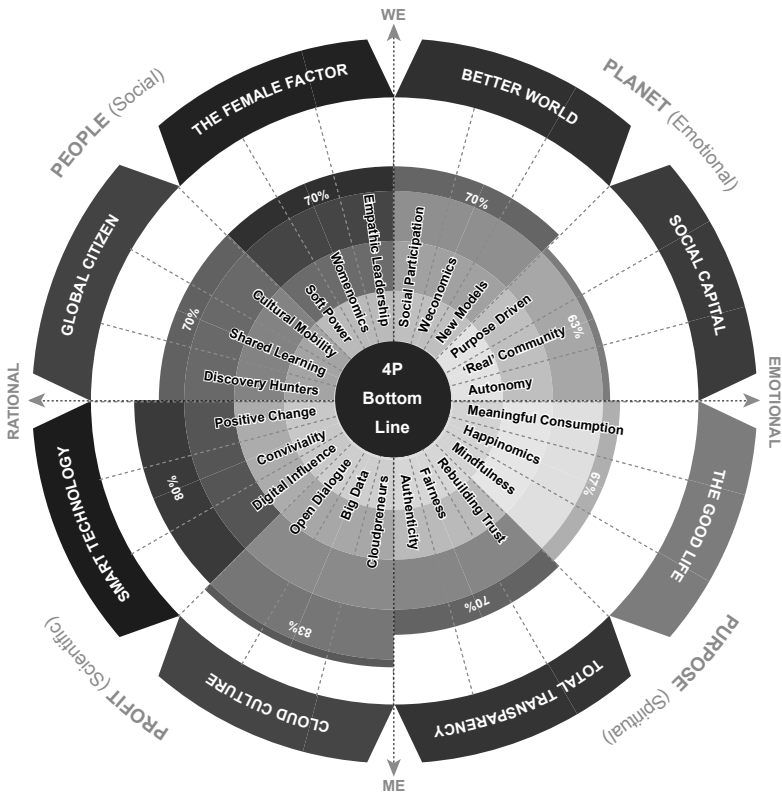 WE
PEOPLE (Social)
PLANET (Emotional)
THE FEMALE FACTOR
BETTER WORLD
GLOBAL CITIZEN
SOCIAL CAPITAL
70%
70%
70%
63%
Empathic Leadership
Social Participation
Womenomics
Weconomics
Soft Power
New Models
Cultural Mobility
Purpose Driven
Shared Learning
'Real' Community
Discovery Hunters
Autonomy
4P
Bottom
Line
RATIONAL
EMOTIONAL
Positive Change
Meaningful Consumption
Conviviality
Happinomics
Digital Influence
Mindfulness
Open Dialogue
Rebuilding Trust
Big Data
Fairness
Cloudpreneurs
Authenticity
80%
67%
83%
70%
SMART TECHNOLOGY
THE GOOD LIFE
CLOUD CULTURE
TOTAL TRANSPARENCY
PROFIT (Scientific)
PURPOSE (Spiritual)
ME